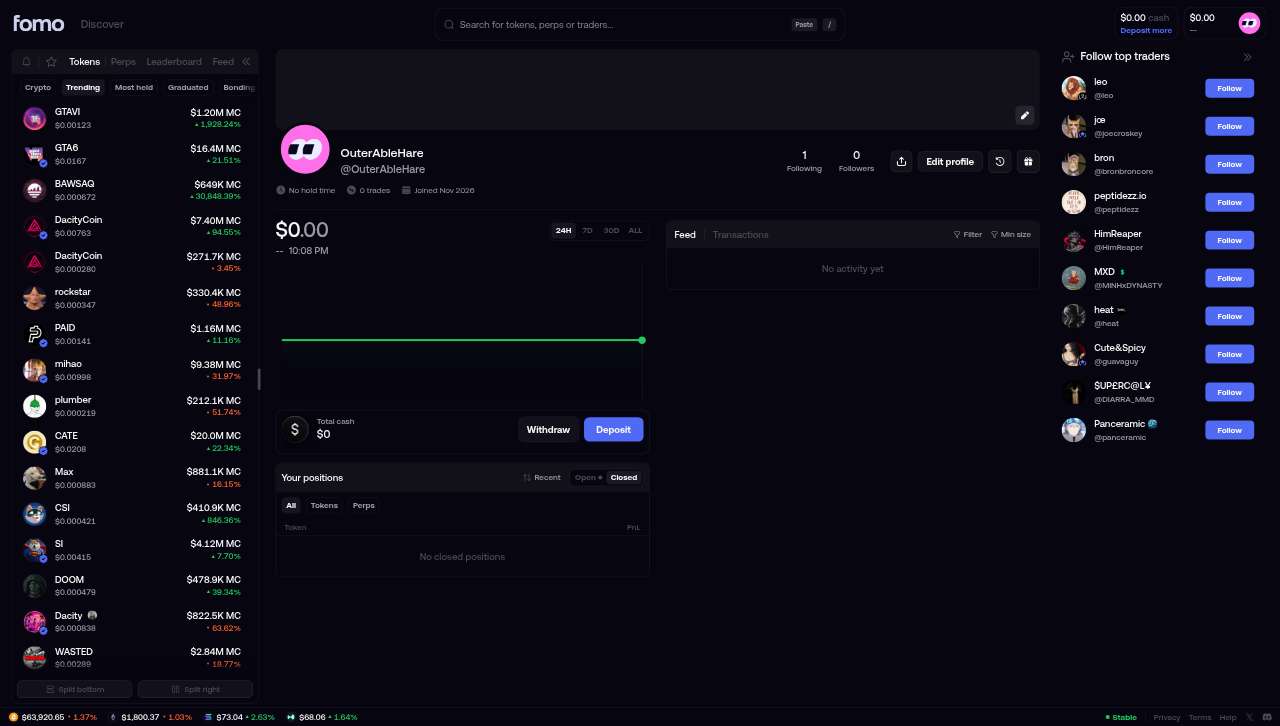 fomo
Discover
Search for tokens, perps or traders...
Paste
/
$0.00 cash
Deposit more
$0.00
—
Tokens Perps Leaderboard Feed
Crypto Trending Most held Graduated Bonding
GTAVI $1.20M MC
$0.00123 1,928.24%
GTA6 $16.4M MC
$0.0167 21.51%
BAWSAQ $649K MC
$0.000672 30,848.39%
DacityCoin $7.40M MC
$0.00763 94.55%
DacityCoin $271.7K MC
$0.000280 3.45%
rockstar $330.4K MC
$0.000347 48.96%
PAID $1.16M MC
$0.00141 11.16%
mihao $9.38M MC
$0.00998 31.97%
plumber $212.1K MC
$0.000219 51.74%
CATE $20.0M MC
$0.0208 22.34%
Max $881.1K MC
$0.000883 16.15%
CSI $410.9K MC
$0.000421 846.36%
SI $4.12M MC
$0.00415 7.70%
DOOM $478.9K MC
$0.000479 39.34%
Dacity $822.5K MC
$0.000838 63.62%
WASTED $2.84M MC
$0.00289 18.77%
Split bottom Split right
OuterAbleHare
@OuterAbleHare
1 0
Following Followers
Edit profile
No hold time 0 trades Joined Nov 2026
$0.00
24H 7D 30D ALL
-- 10:08 PM
Total cash
$0
Withdraw Deposit
Your positions
Recent Open Closed
All Tokens Perps
Token PnL
No closed positions
Feed Transactions
Filter Min size
No activity yet
Follow top traders
leo
@leo
Follow
jœ
@joecroskey
Follow
bron
@bronbroncore
Follow
peptidezz.io
@peptidezz
Follow
HimReaper
@HimReaper
Follow
MXD
@MINHxDYNASTY
Follow
heat
@heat
Follow
Cute&Spicy
@guavaguy
Follow
$UP£RC@L¥
@DIARRA_MMD
Follow
Panceramic
@panceramic
Follow
$63,920.65 1.37% $1,800.37 1.03% $73.04 2.63% $68.06 1.64%
Stable Privacy Terms Help